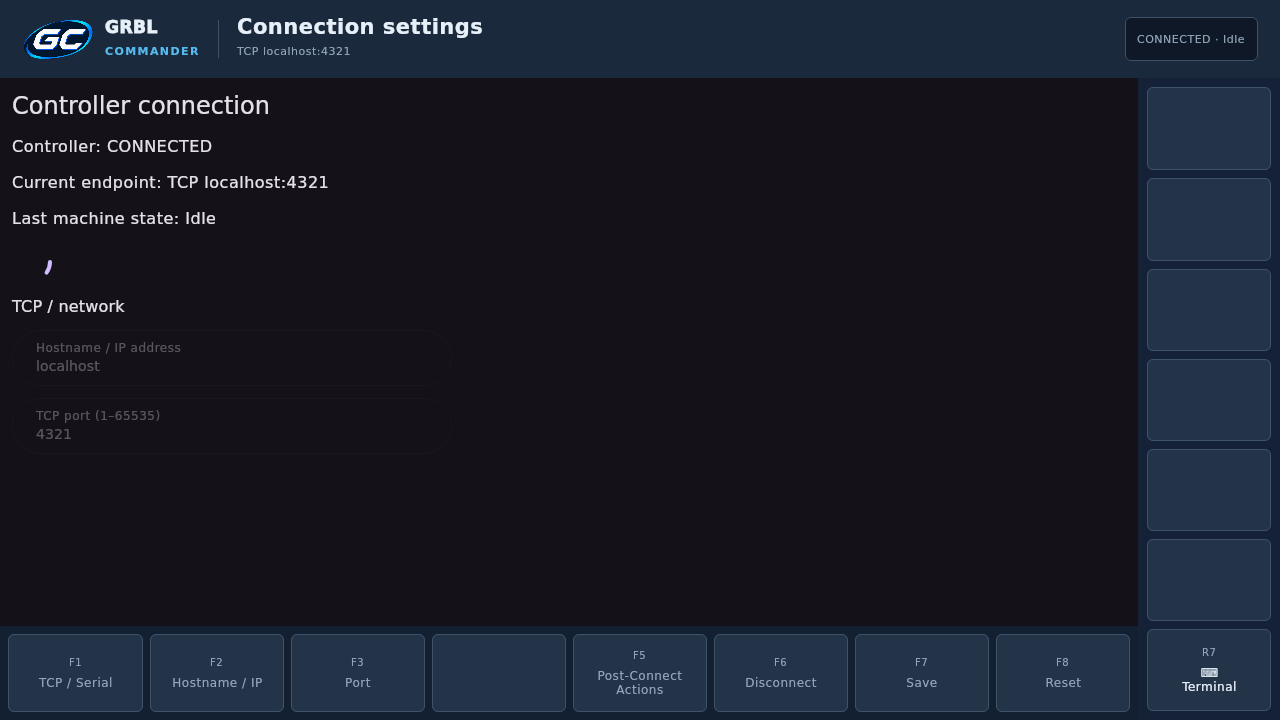 GC
GRBL
COMMANDER
Connection settings
TCP localhost:4321
CONNECTED · Idle
Controller connection
Controller: CONNECTED
Current endpoint: TCP localhost:4321
Last machine state: Idle
TCP / network
Hostname / IP address
localhost
TCP port (1–65535)
4321
F1
TCP / Serial
F2
Hostname / IP
F3
Port
F5
Post-Connect
Actions
F6
Disconnect
F7
Save
F8
Reset
R7
⌨
Terminal